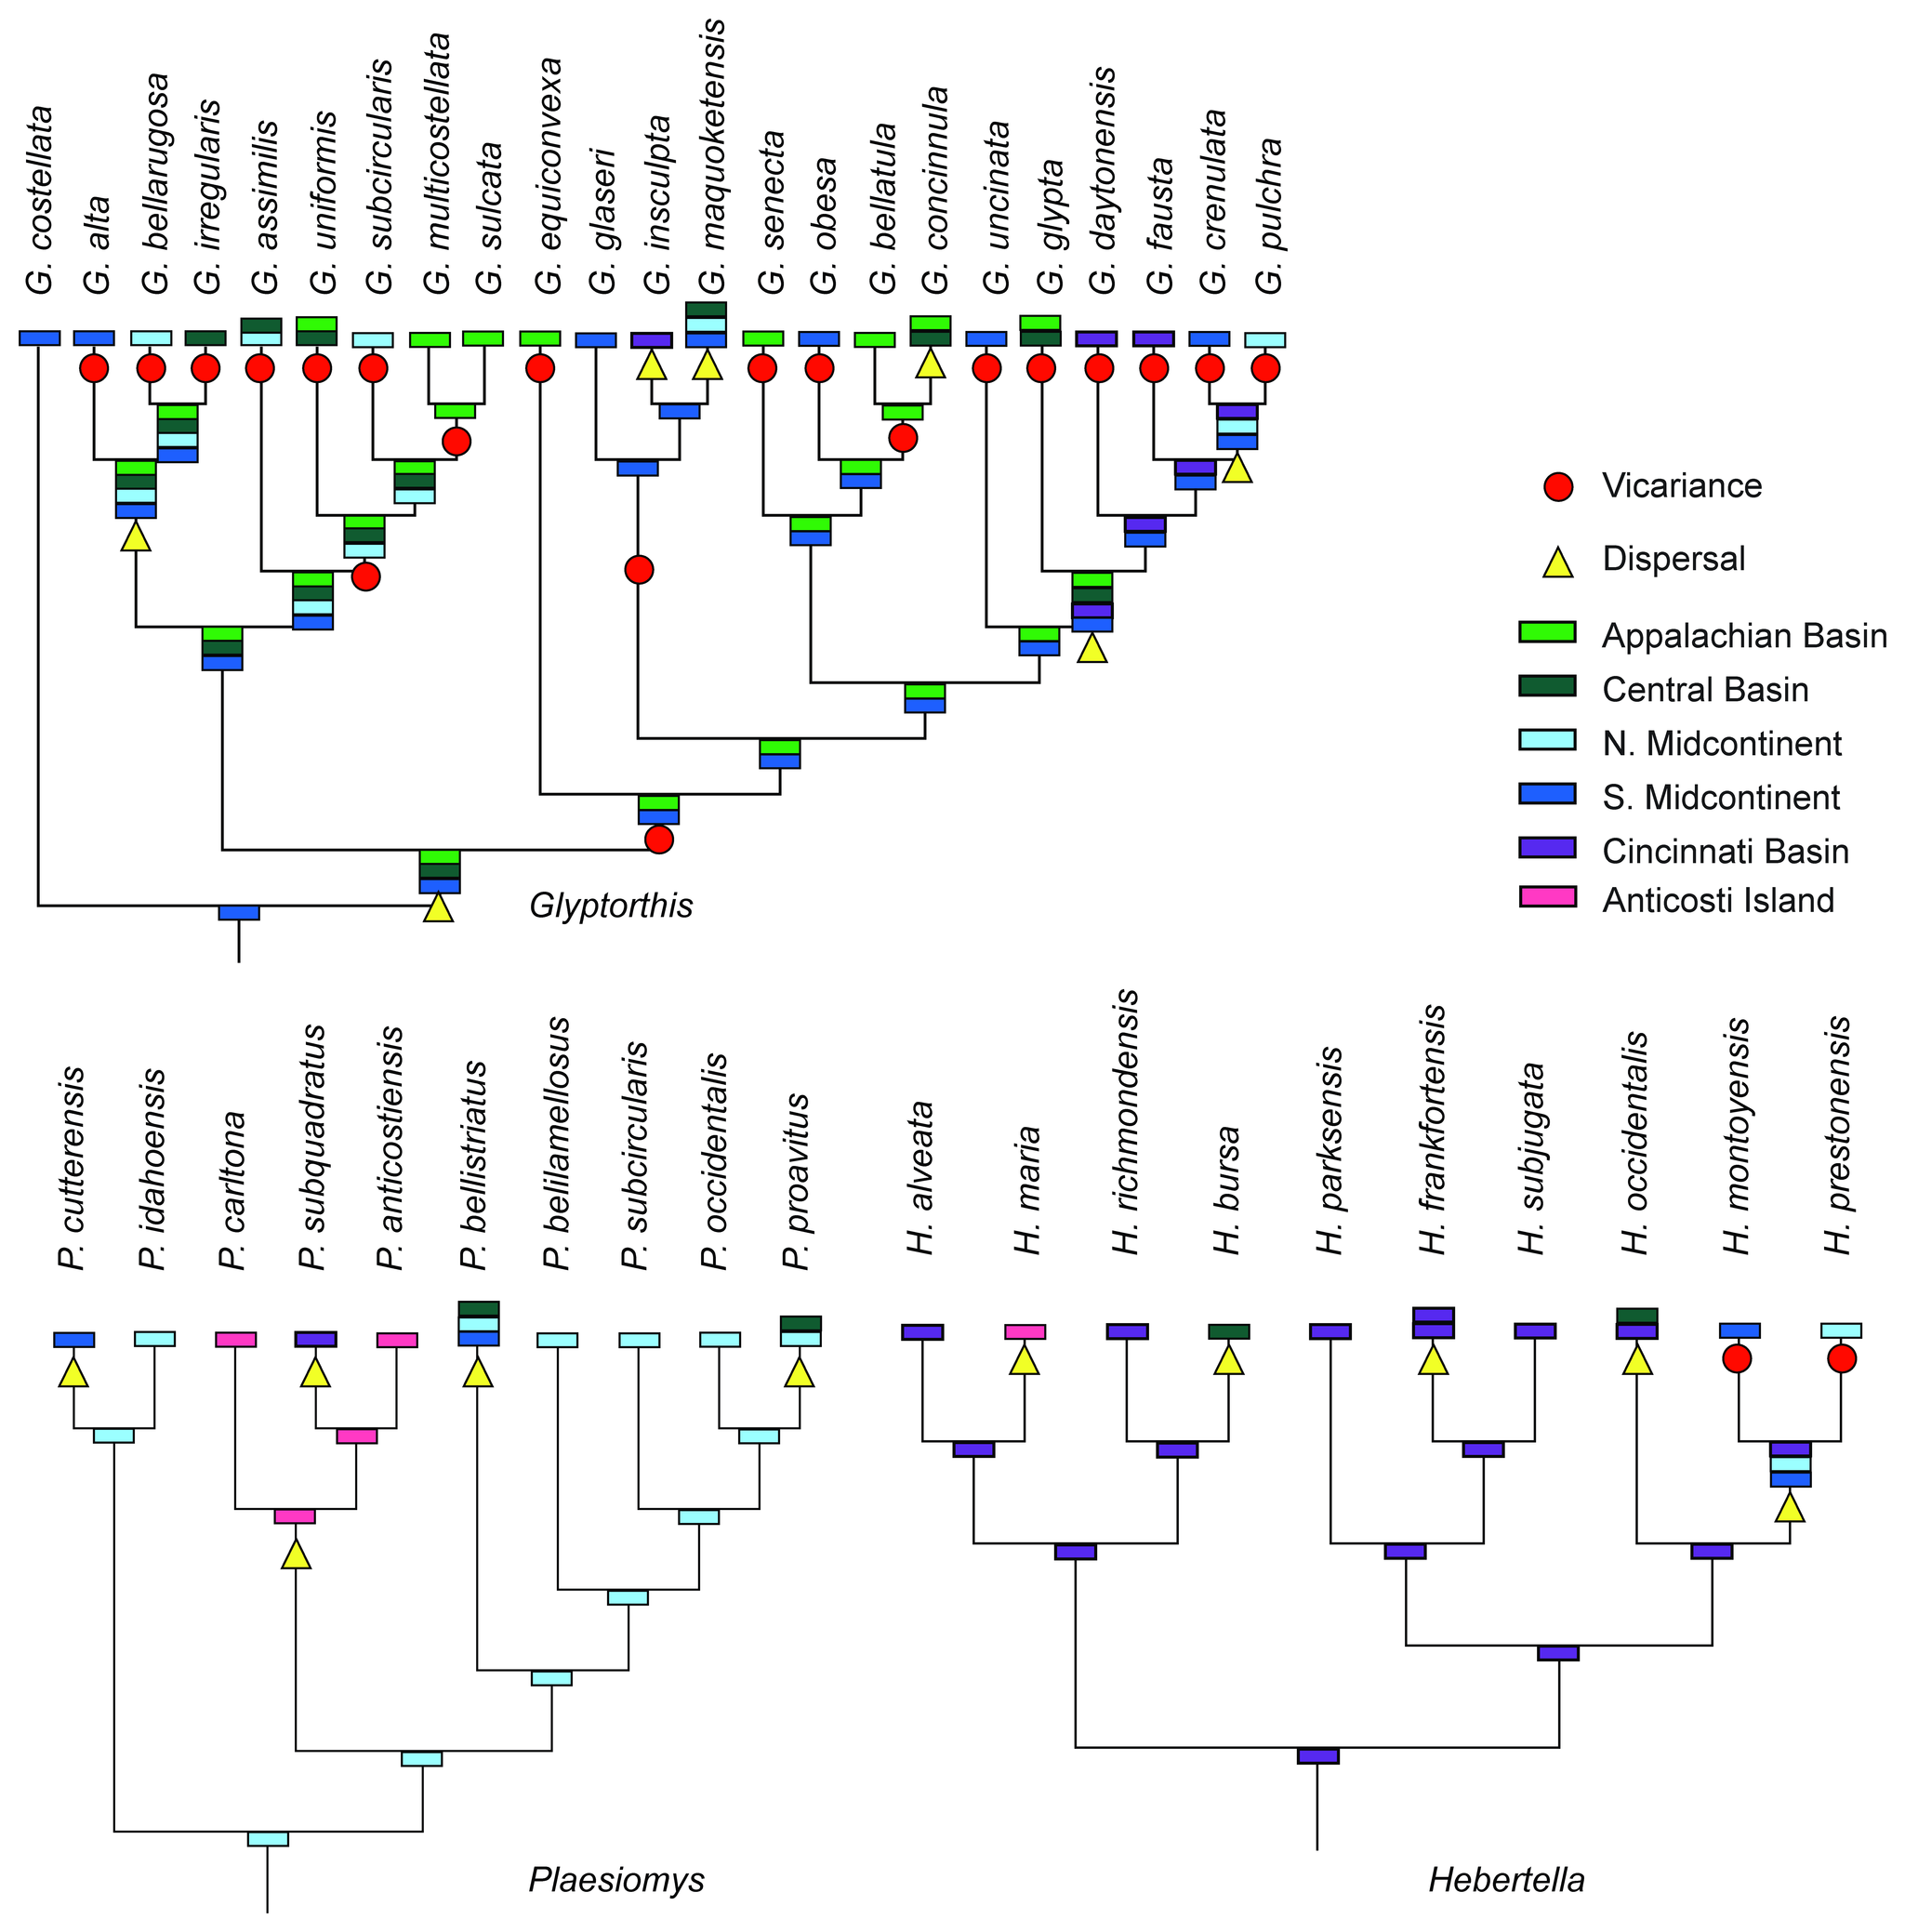 G. costellata
G. alta
G. bellarugosa
G. irregularis
G. assimilis
G. uniformis
G. subcircularis
G. multicostellata
G. sulcata
G. equiconvexa
G. glaseri
G. insculpta
G. maquoketensis
G. senecta
G. obesa
G. bellatula
G. concinnula
G. uncinata
G. glypta
G. daytonensis
G. fausta
G. crenulata
G. pulchra
Vicariance
Dispersal
Appalachian Basin
Central Basin
N. Midcontinent
S. Midcontinent
Cincinnati Basin
Anticosti Island
Glyptorthis
P. cutterensis
P. idahoensis
P. carltona
P. subquadratus
P. anticostiensis
P. bellistriatus
P. belilamellosus
P. subcircularis
P. occidentalis
P. proavitus
H. alveata
H. maria
H. richmondensis
H. bursa
H. parksensis
H. frankfortensis
H. subjugata
H. occidentalis
H. montoyensis
H. prestonensis
Plaesiomys
Hebertella